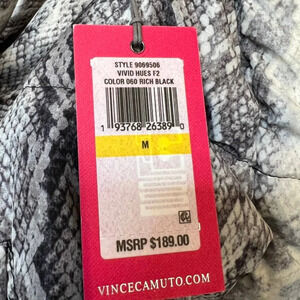 STYLE 9069506
VIVID HUES F2
COLOR 060 RICH BLACK
1 93768 26389 0
M
MSRP $189.00
VINCECAMUTO.COM